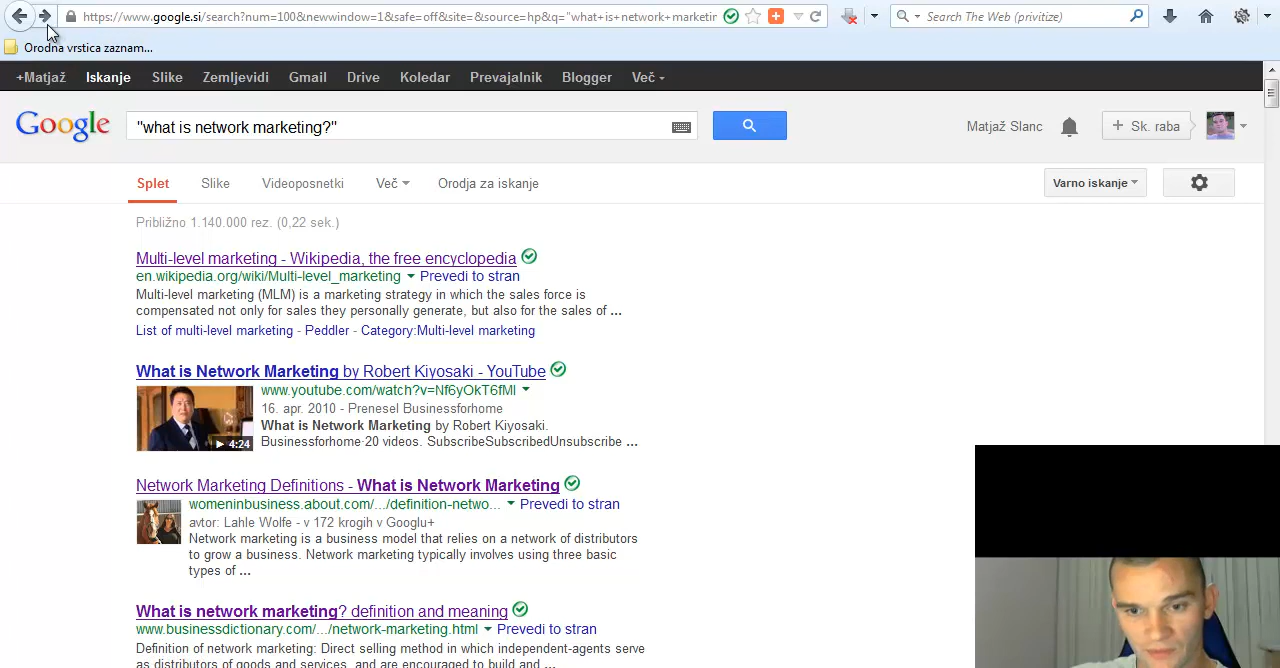 https://www.google.si/search?num=100&newwindow=1&safe=off&site=&source=hp&q="what+is+network+marketin
Search The Web (privitize)
Orodna vrstica zaznam...
+Matjaž Iskanje Slike Zemljevidi Gmail Drive Koledar Prevajalnik Blogger Več
Google
"what is network marketing?"
Matjaž Slanc
+ Sk. raba
Splet Slike Videoposnetki Več Orodja za iskanje
Varno iskanje
Približno 1.140.000 rez. (0,22 sek.)
Multi-level marketing - Wikipedia, the free encyclopedia
en.wikipedia.org/wiki/Multi-level_marketing Prevedi to stran
Multi-level marketing (MLM) is a marketing strategy in which the sales force is
compensated not only for sales they personally generate, but also for the sales of ...
List of multi-level marketing - Peddler - Category:Multi-level marketing
What is Network Marketing by Robert Kiyosaki - YouTube
www.youtube.com/watch?v=Nf6yOkT6fMI
16. apr. 2010 - Prenesel Businessforhome
What is Network Marketing by Robert Kiyosaki.
Businessforhome·20 videos. SubscribeSubscribedUnsubscribe ...
4:24
Network Marketing Definitions - What is Network Marketing
womeninbusiness.about.com/.../definition-netwo... Prevedi to stran
avtor: Lahle Wolfe - v 172 krogih v Googlu+
Network marketing is a business model that relies on a network of distributors
to grow a business. Network marketing typically involves using three basic
types of ...
What is network marketing? definition and meaning
www.businessdictionary.com/.../network-marketing.html Prevedi to stran
Definition of network marketing: Direct selling method in which independent-agents serve
as distributors of goods and services, and are encouraged to build and ...